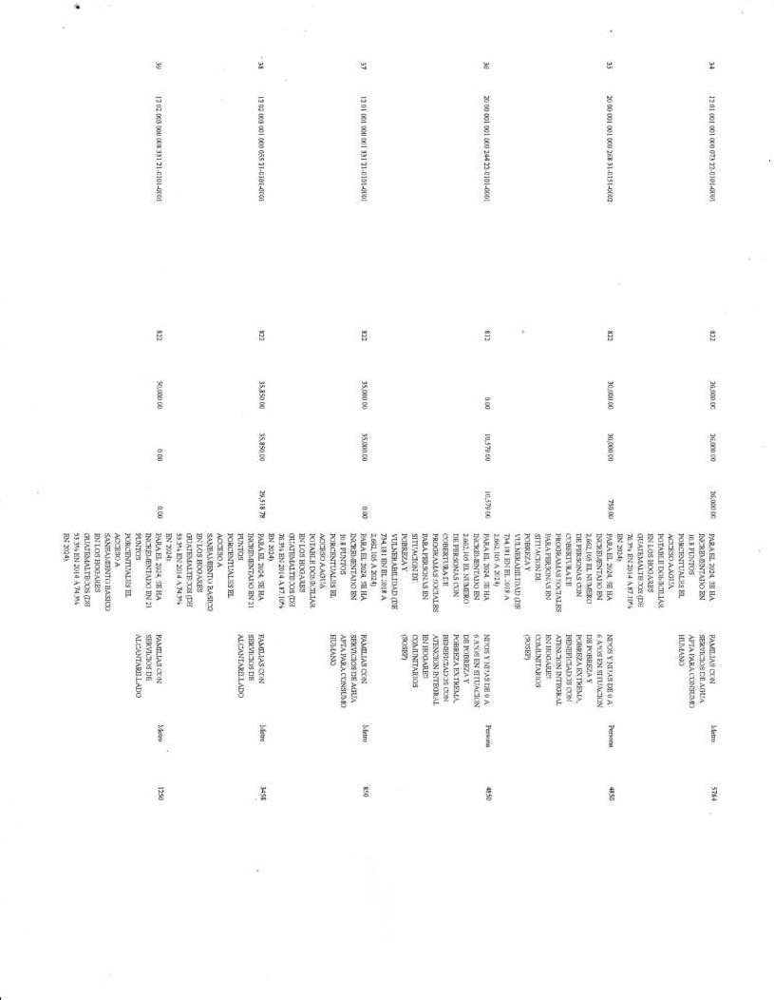 34 12 01 001 001 000 073 22-0101-0001 822 26,000.00 26,000.00 26,000.00 PARA EL 2024, SE HA FAMILIAS CON Metro 5784
INCREMENTADO EN SERVICIOS DE AGUA
10.8 PUNTOS APTA PARA CONSUMO
PORCENTUALES EL HUMANO
ACCESO A AGUA
POTABLE DOMICILIAR
EN LOS HOGARES
GUATEMALTECOS (DE
76.3% EN 2014 A 87.10%
EN 2024)
35 20 00 001 001 000 268 31-0151-0002 822 30,000.00 30,000.00 750.00 PARA EL 2024, SE HA NIÑOS Y NIÑAS DE 0 A Persona 4850
INCREMENTADO EN 6 AÑOS EN SITUACION
2,662,105 EL NUMERO DE POBREZA Y
DE PERSONAS CON POBREZA EXTREMA,
COBERTURA DE BENEFICIADOS CON
PROGRAMAS SOCIALES ATENCION INTEGRAL
PARA PERSONAS EN EN HOGARES
SITUACION DE COMUNITARIOS
POBREZA Y (SOSEP)
VULNERABILIDAD (DE
794,181 EN EL 2018 A
2,662,105 A 2024)
36 20 00 001 001 000 244 22-0101-0001 812 0.00 10,579.00 10,579.00 PARA EL 2024, SE HA NIÑOS Y NIÑAS DE 0 A Persona 4850
INCREMENTADO EN 6 AÑOS EN SITUACION
2,662,105 EL NUMERO DE POBREZA Y
DE PERSONAS CON POBREZA EXTREMA,
COBERTURA DE BENEFICIADOS CON
PROGRAMAS SOCIALES ATENCION INTEGRAL
PARA PERSONAS EN EN HOGARES
SITUACION DE COMUNITARIOS
POBREZA Y (SOSEP)
VULNERABILIDAD (DE
794,181 EN EL 2018 A
2,662,105 A 2024)
37 12 01 001 000 001 331 21-0101-0001 822 35,000.00 35,000.00 0.00 PARA EL 2024, SE HA FAMILIAS CON Metro 850
INCREMENTADO EN SERVICIOS DE AGUA
10.8 PUNTOS APTA PARA CONSUMO
PORCENTUALES EL HUMANO
ACCESO A AGUA
POTABLE DOMICILIAR
EN LOS HOGARES
GUATEMALTECOS (DE
76.3% EN 2014 A 87.10%
EN 2024)
38 12 02 003 001 000 055 21-0101-0001 822 35,850.00 35,850.00 29,518.78 PARA EL 2024, SE HA FAMILIAS CON Metro 3458
INCREMENTADO EN 21 SERVICIOS DE
PUNTOS ALCANTARILLADO
PORCENTUALES EL
ACCESO A
SANEAMIENTO BASICO
EN LOS HOGARES
GUATEMALTECOS (DE
53.3% EN 2014 A 74.3%
EN 2024)
39 12 02 003 000 008 331 21-0101-0001 822 50,000.00 0.00 0.00 PARA EL 2024, SE HA FAMILIAS CON Metro 1250
INCREMENTADO EN 21 SERVICIOS DE
PUNTOS ALCANTARILLADO
PORCENTUALES EL
ACCESO A
SANEAMIENTO BASICO
EN LOS HOGARES
GUATEMALTECOS (DE
53.3% EN 2014 A 74.3%
EN 2024)